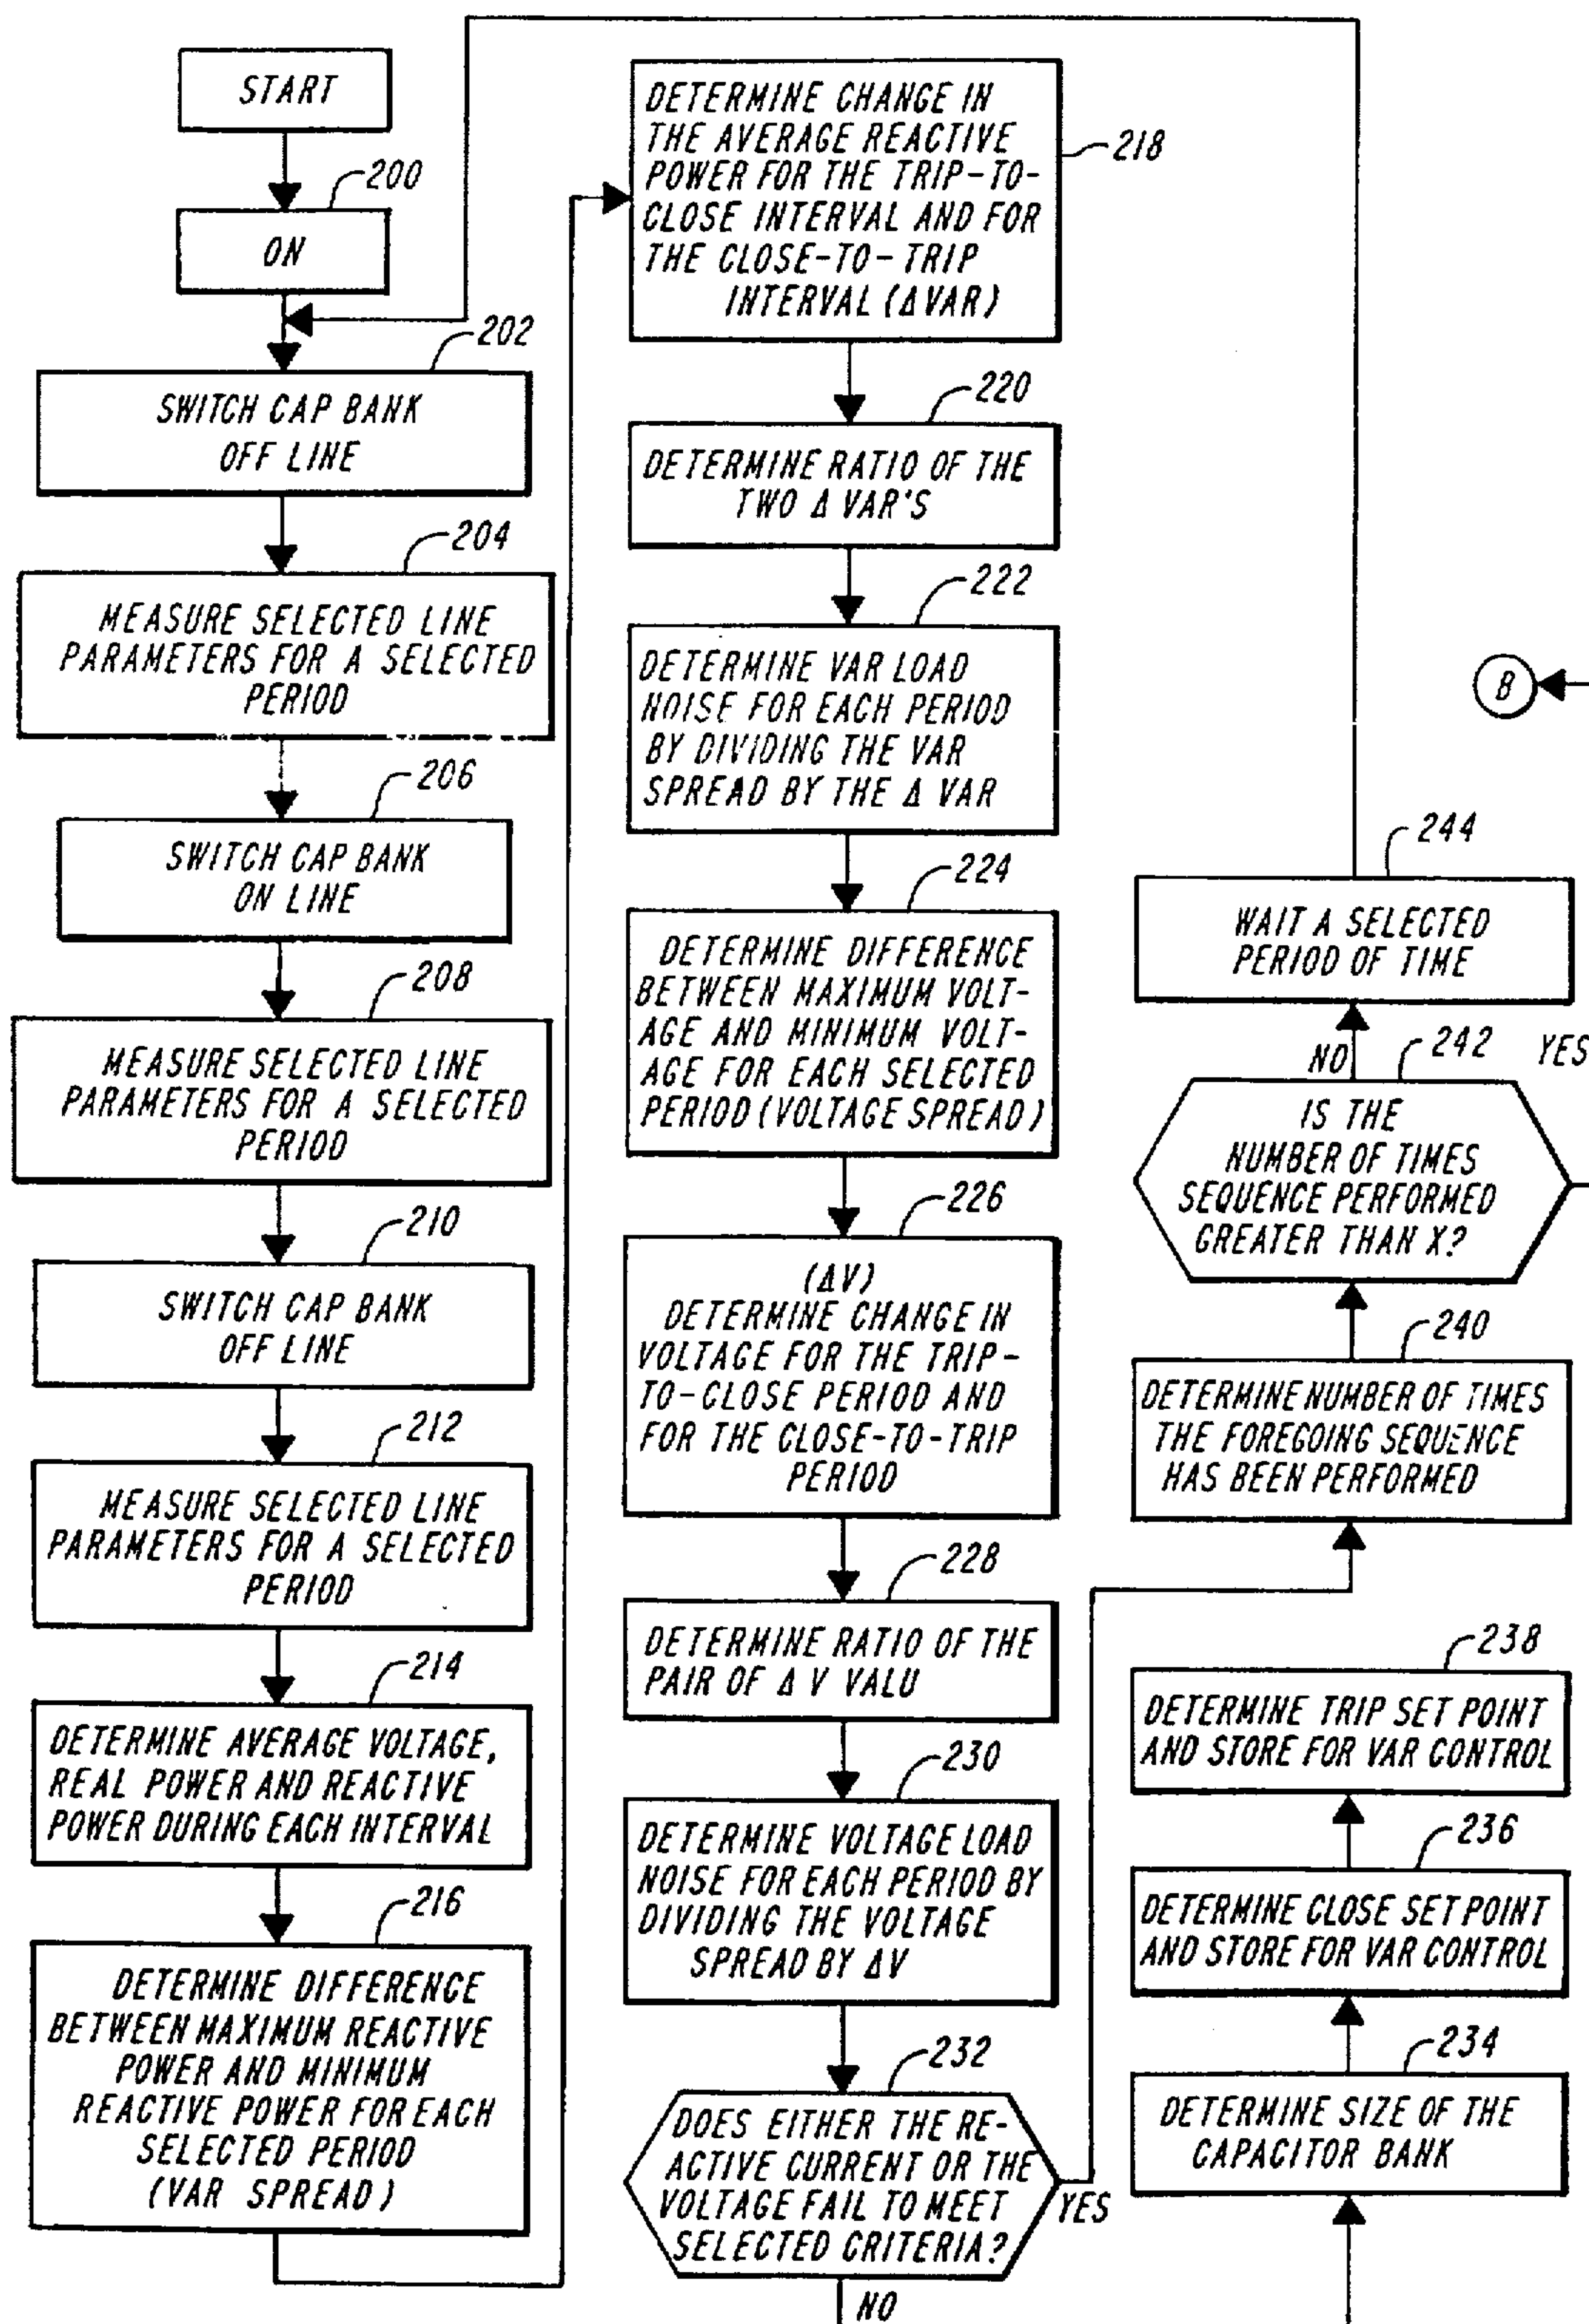 START
200
ON
202
SWITCH CAP BANK
OFF LINE
204
MEASURE SELECTED LINE
PARAMETERS FOR A SELECTED
PERIOD
206
SWITCH CAP BANK
ON LINE
208
MEASURE SELECTED LINE
PARAMETERS FOR A SELECTED
PERIOD
210
SWITCH CAP BANK
OFF LINE
212
MEASURE SELECTED LINE
PARAMETERS FOR A SELECTED
PERIOD
214
DETERMINE AVERAGE VOLTAGE,
REAL POWER AND REACTIVE
POWER DURING EACH INTERVAL
216
DETERMINE DIFFERENCE
BETWEEN MAXIMUM REACTIVE
POWER AND MINIMUM
REACTIVE POWER FOR EACH
SELECTED PERIOD
(VAR SPREAD)
DETERMINE CHANGE IN
THE AVERAGE REACTIVE
POWER FOR THE TRIP-TO-
CLOSE INTERVAL AND FOR
THE CLOSE-TO-TRIP
INTERVAL (Δ VAR)
218
220
DETERMINE RATIO OF THE
TWO Δ VAR'S
222
DETERMINE VAR LOAD
NOISE FOR EACH PERIOD
BY DIVIDING THE VAR
SPREAD BY THE Δ VAR
224
DETERMINE DIFFERENCE
BETWEEN MAXIMUM VOLT-
AGE AND MINIMUM VOLT-
AGE FOR EACH SELECTED
PERIOD (VOLTAGE SPREAD)
226
(ΔV)
DETERMINE CHANGE IN
VOLTAGE FOR THE TRIP-
TO-CLOSE PERIOD AND
FOR THE CLOSE-TO-TRIP
PERIOD
228
DETERMINE RATIO OF THE
PAIR OF Δ V VALU
230
DETERMINE VOLTAGE LOAD
NOISE FOR EACH PERIOD BY
DIVIDING THE VOLTAGE
SPREAD BY ΔV
232
DOES EITHER THE RE-
ACTIVE CURRENT OR THE
VOLTAGE FAIL TO MEET
SELECTED CRITERIA?
YES
NO
B
244
WAIT A SELECTED
PERIOD OF TIME
NO
242
YES
IS THE
NUMBER OF TIMES
SEQUENCE PERFORMED
GREATER THAN X?
240
DETERMINE NUMBER OF TIMES
THE FOREGOING SEQUENCE
HAS BEEN PERFORMED
238
DETERMINE TRIP SET POINT
AND STORE FOR VAR CONTROL
236
DETERMINE CLOSE SET POINT
AND STORE FOR VAR CONTROL
234
DETERMINE SIZE OF THE
CAPACITOR BANK